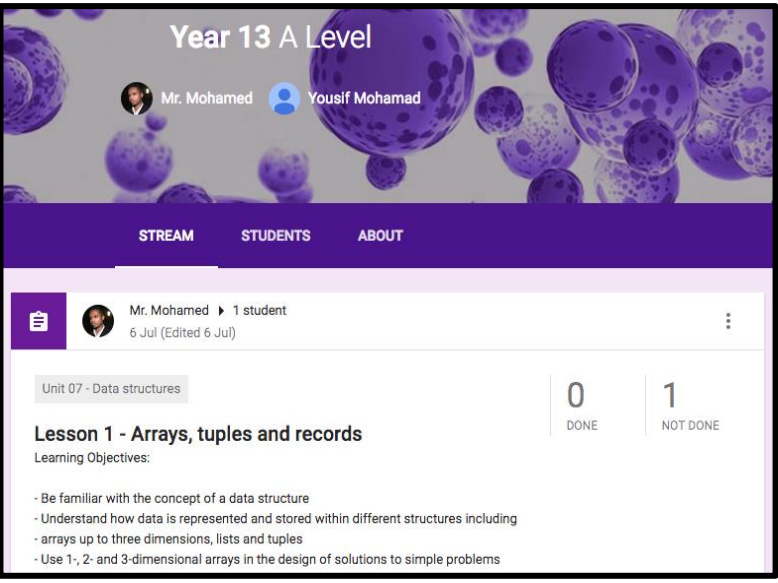 Year 13 A Level
Mr. Mohamed Yousif Mohamad
STREAM STUDENTS ABOUT
Mr. Mohamed ▸ 1 student
6 Jul (Edited 6 Jul)
Unit 07 - Data structures
0 1
DONE NOT DONE
Lesson 1 - Arrays, tuples and records
Learning Objectives:
- Be familiar with the concept of a data structure
- Understand how data is represented and stored within different structures including
- arrays up to three dimensions, lists and tuples
- Use 1-, 2- and 3-dimensional arrays in the design of solutions to simple problems